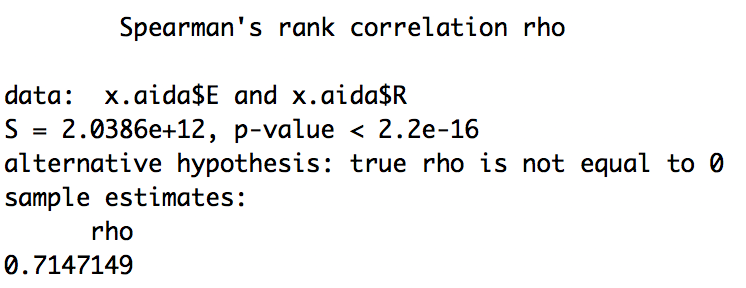 Spearman's rank correlation rho
data:  x.aida$E and x.aida$R
S = 2.0386e+12, p-value < 2.2e-16
alternative hypothesis: true rho is not equal to 0
sample estimates:
rho
0.7147149